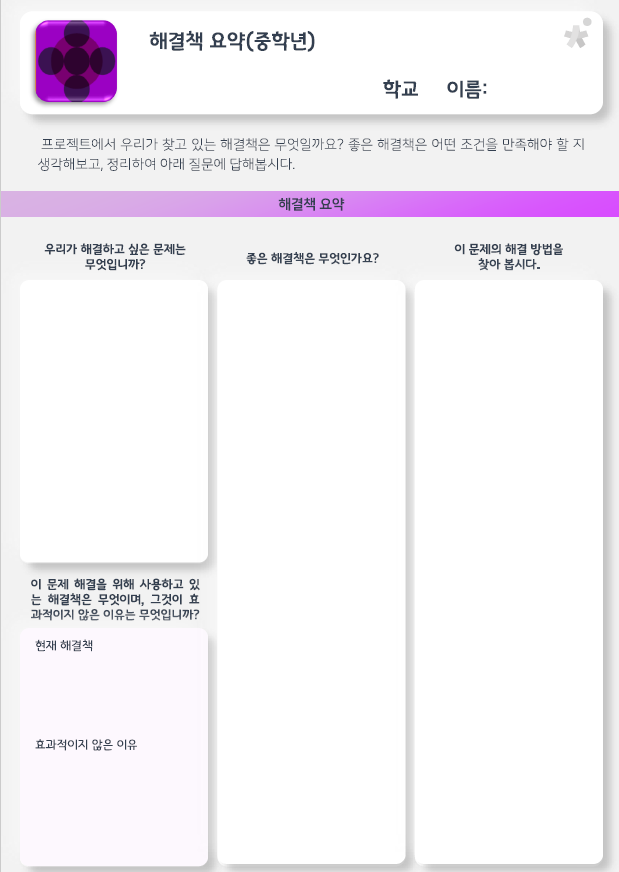 해결책 요약(중학년)
학교 이름:
프로젝트에서 우리가 찾고 있는 해결책은 무엇일까요? 좋은 해결책은 어떤 조건을 만족해야 할 지
생각해보고, 정리하여 아래 질문에 답해봅시다.
해결책 요약
우리가 해결하고 싶은 문제는
무엇입니까?
좋은 해결책은 무엇인가요?
이 문제의 해결 방법을
찾아 봅시다.
이 문제 해결을 위해 사용하고 있
는 해결책은 무엇이며, 그것이 효
과적이지 않은 이유는 무엇입니까?
현재 해결책
효과적이지 않은 이유